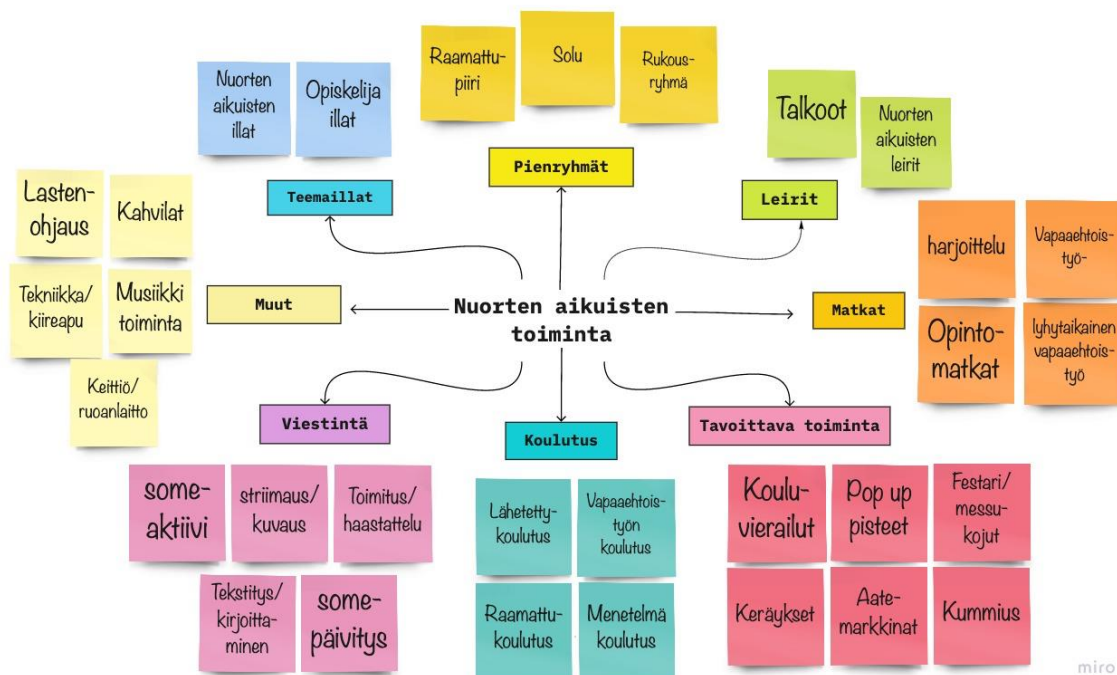 Nuorten
aikuisten
illat
Opiskelija
illat
Teemaillat
Raamattu-
piiri
Solu
Rukous-
ryhmä
Pienryhmät
Talkoot
Nuorten
aikuisten
leirit
Leirit
Lasten-
ohjaus
Kahvilat
Tekniikka/
kiireapu
Musiikki
toiminta
Keittiö/
ruoanlaitto
Muut
Nuorten aikuisten
toiminta
Matkat
harjoittelu
Vapaaehtois-
työ-
Opinto-
matkat
lyhytaikainen
vapaaehtois-
työ
Viestintä
some-
aktiivi
striimaus/
kuvaus
Toimitus/
haastattelu
Tekstitys/
kirjoitta-
minen
some-
päivitys
Koulutus
Lähetetty-
koulutus
Vapaaehtois-
työn
koulutus
Raamattu-
koulutus
Menetelmä
koulutus
Tavoittava toiminta
Koulu-
vierailut
Pop up
pisteet
Festari/
messu-
kojut
Keräykset
Aate-
markkinat
Kummius
miro